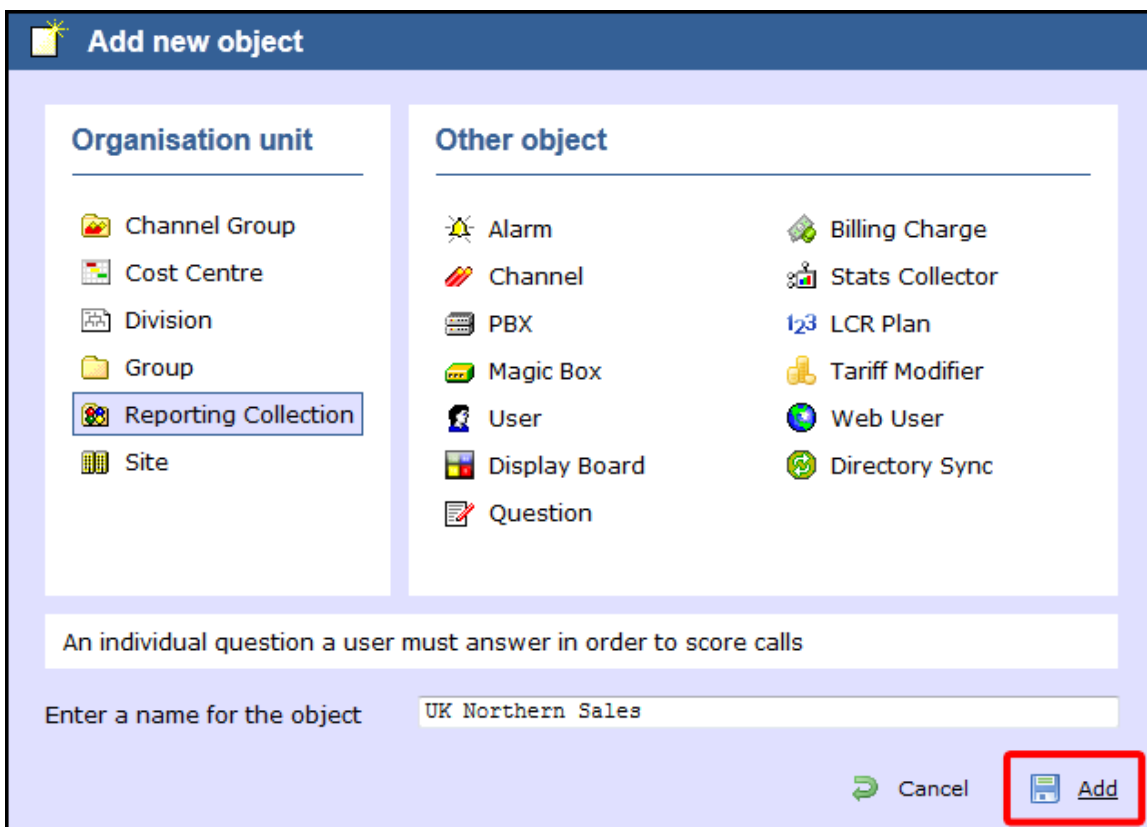 Add new object
Organisation unit
Channel Group
Cost Centre
Division
Group
Reporting Collection
Site
Other object
Alarm
Channel
PBX
Magic Box
User
Display Board
Question
Billing Charge
Stats Collector
123 LCR Plan
Tariff Modifier
Web User
Directory Sync
An individual question a user must answer in order to score calls
Enter a name for the object
UK Northern Sales
Cancel
Add